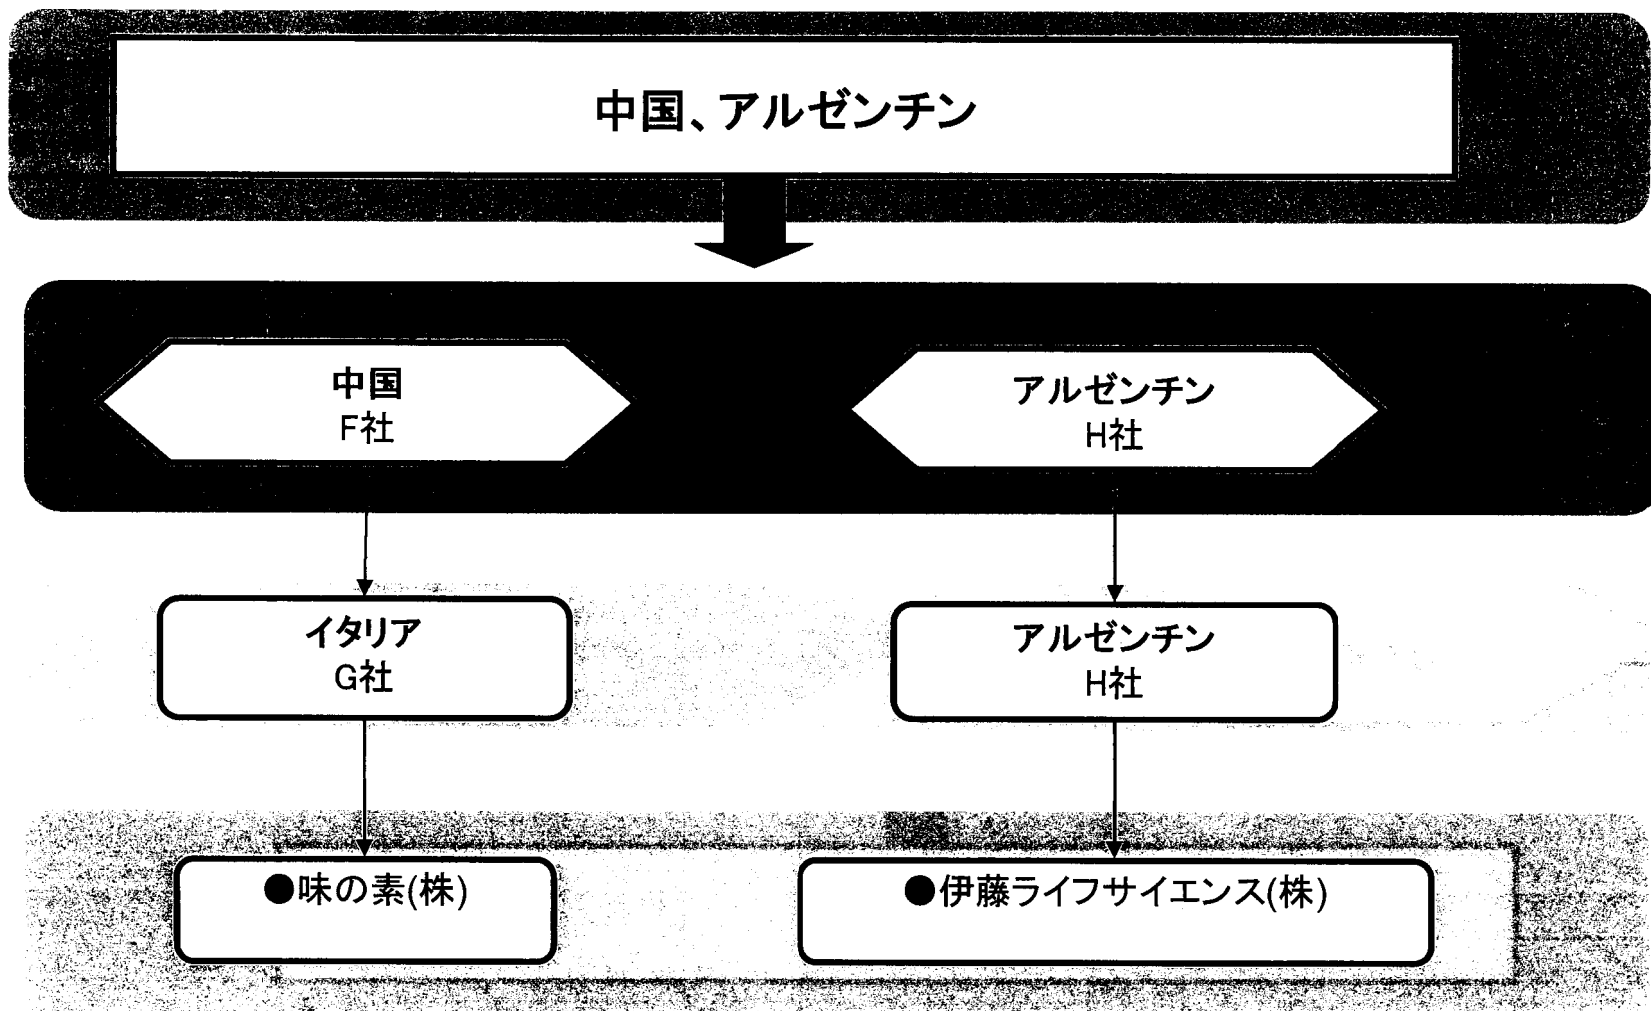 中国、アルゼンチン
中国
F社
アルゼンチン
H社
イタリア
G社
アルゼンチン
H社
●味の素(株)
●伊藤ライフサイエンス(株)